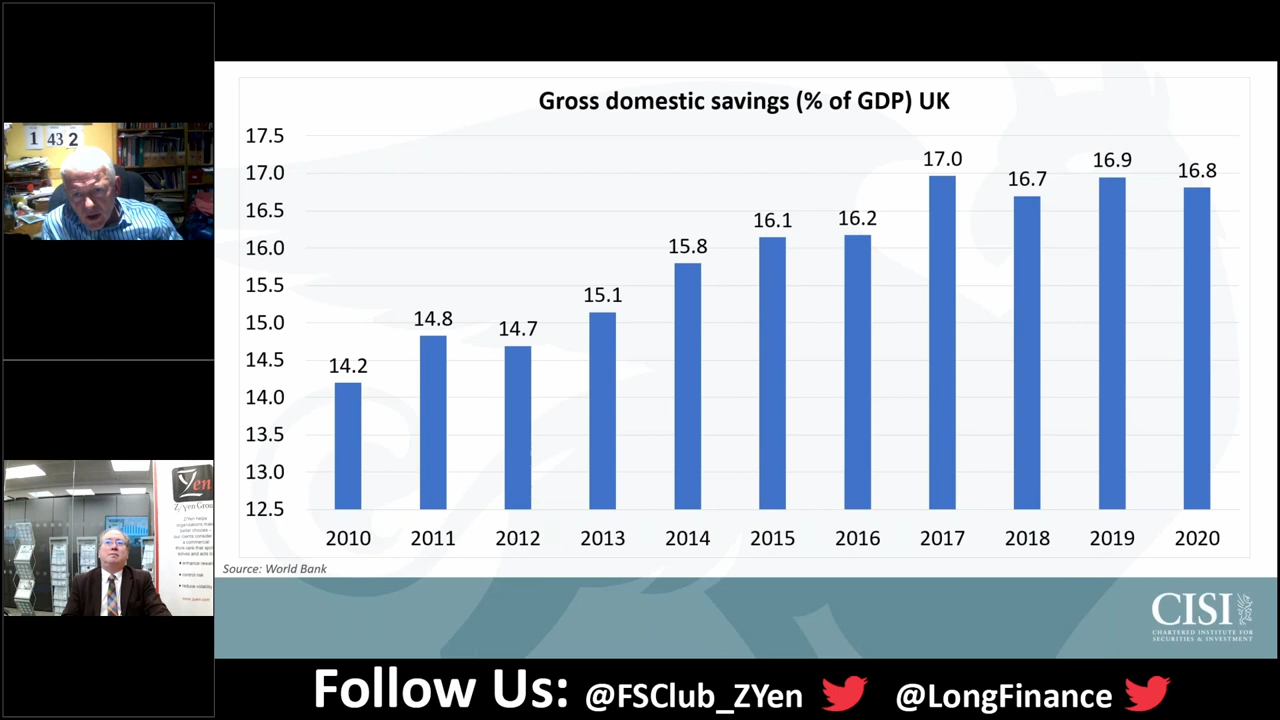 Gross domestic savings (% of GDP) UK
17.5
17.0
16.5
16.0
15.5
15.0
14.5
14.0
13.5
13.0
12.5
14.2
14.8
14.7
15.1
15.8
16.1
16.2
17.0
16.7
16.9
16.8
2010 2011 2012 2013 2014 2015 2016 2017 2018 2019 2020
Source: World Bank
CISI
CHARTERED INSTITUTE FOR
SECURITIES & INVESTMENT
Follow Us: @FSClub_ZYen @LongFinance
1 43 2
Z/Yen
Z/Yen Grou